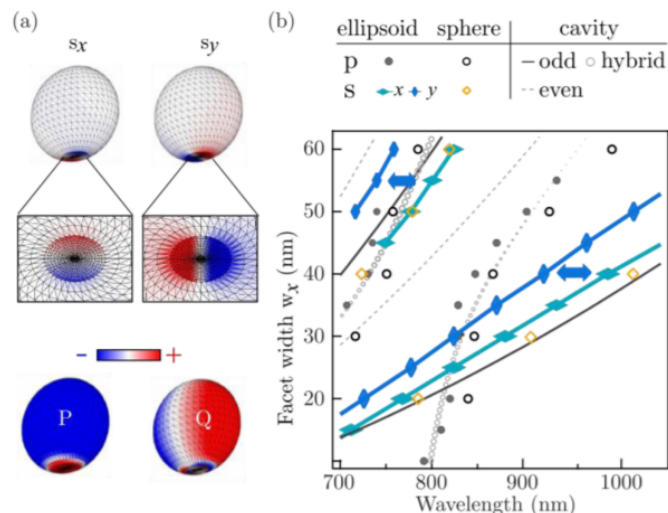 (a)
sx
sy
− +
P
Q
(b)
ellipsoid sphere cavity
p odd hybrid
s x y even
Facet width wx (nm)
60
50
40
30
20
700 800 900 1000
Wavelength (nm)